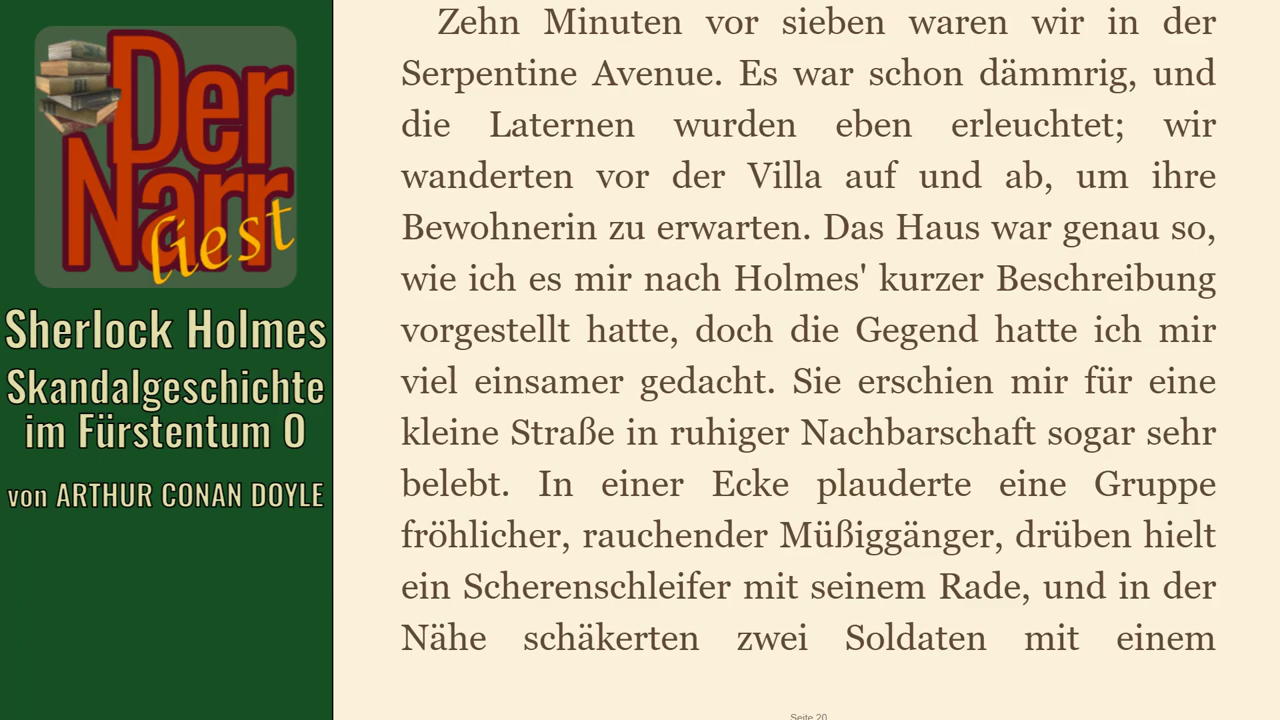 Der
Narr
liest
Sherlock Holmes
Skandalgeschichte
im Fürstentum O
von ARTHUR CONAN DOYLE
Zehn Minuten vor sieben waren wir in der
Serpentine Avenue. Es war schon dämmrig, und
die Laternen wurden eben erleuchtet; wir
wanderten vor der Villa auf und ab, um ihre
Bewohnerin zu erwarten. Das Haus war genau so,
wie ich es mir nach Holmes' kurzer Beschreibung
vorgestellt hatte, doch die Gegend hatte ich mir
viel einsamer gedacht. Sie erschien mir für eine
kleine Straße in ruhiger Nachbarschaft sogar sehr
belebt. In einer Ecke plauderte eine Gruppe
fröhlicher, rauchender Müßiggänger, drüben hielt
ein Scherenschleifer mit seinem Rade, und in der
Nähe schäkerten zwei Soldaten mit einem
Seite 20